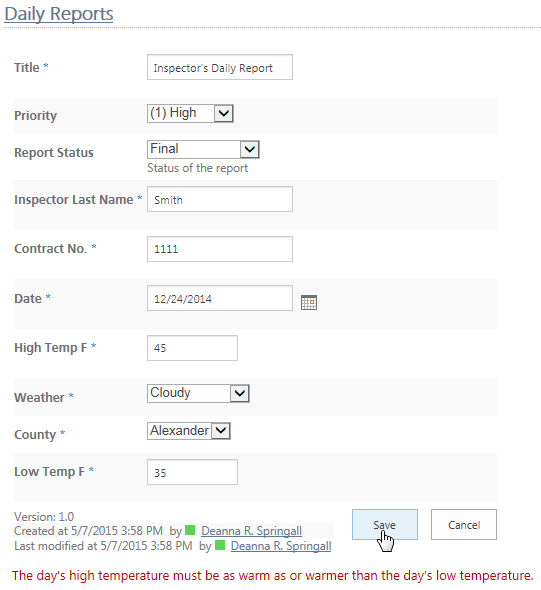 Daily Reports
Title * Inspector's Daily Report
Priority (1) High
Report Status Final
Status of the report
Inspector Last Name * Smith
Contract No. * 1111
Date * 12/24/2014
High Temp F * 45
Weather * Cloudy
County * Alexander
Low Temp F * 35
Version: 1.0
Created at 5/7/2015 3:58 PM by Deanna R. Springall
Last modified at 5/7/2015 3:58 PM by Deanna R. Springall
Save Cancel
The day's high temperature must be as warm as or warmer than the day's low temperature.